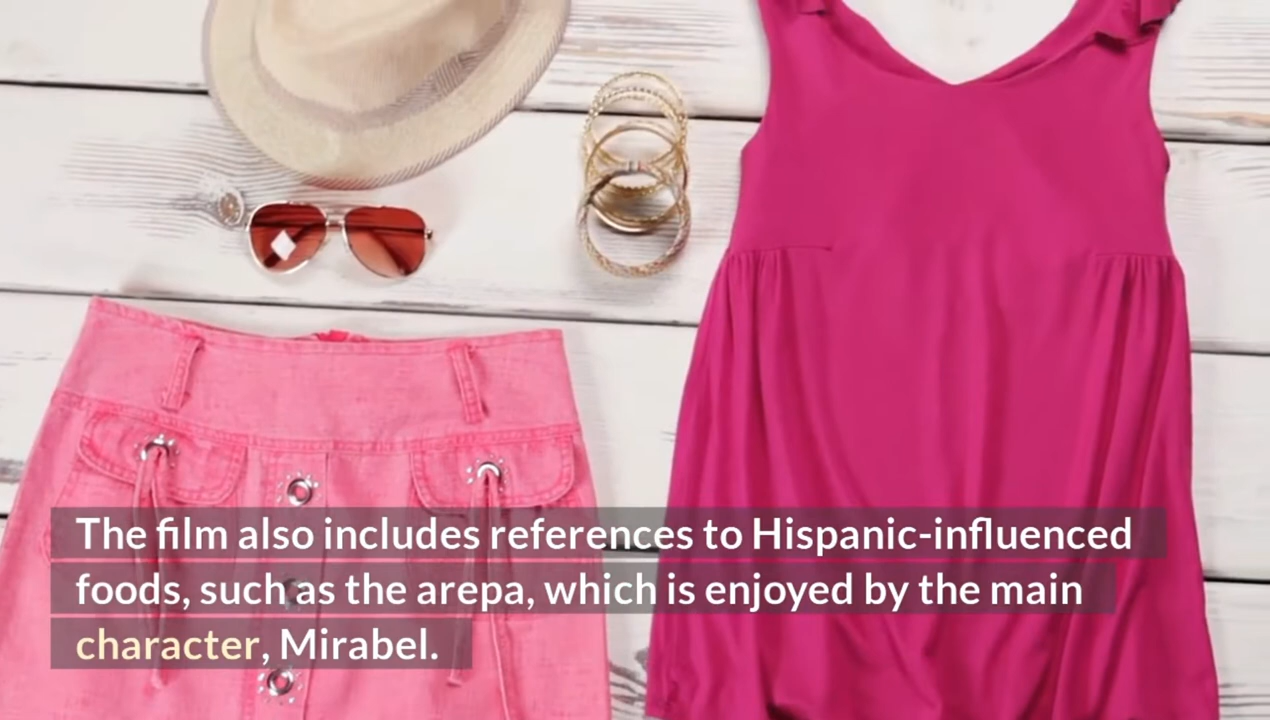 The film also includes references to Hispanic-influenced
foods, such as the arepa, which is enjoyed by the main
character, Mirabel.